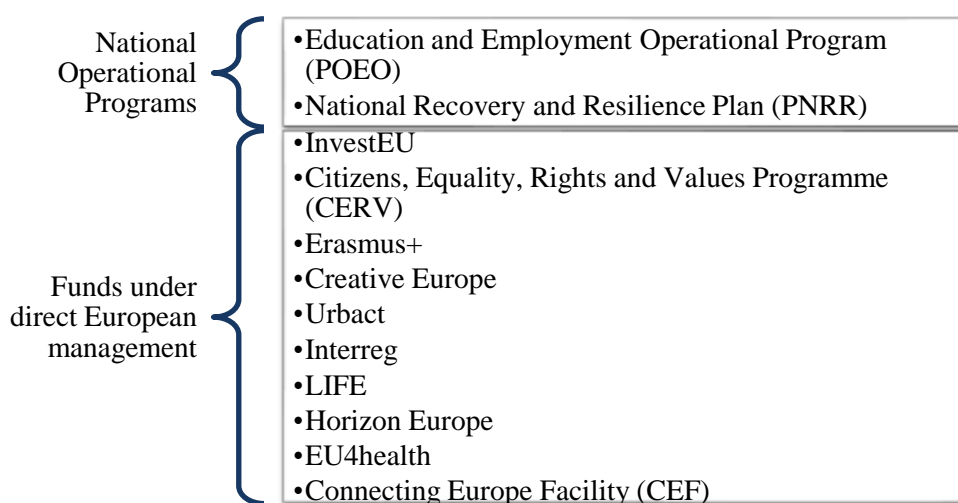 National
Operational
Programs
•Education and Employment Operational Program
(POEO)
•National Recovery and Resilience Plan (PNRR)
Funds under
direct European
management
•InvestEU
•Citizens, Equality, Rights and Values Programme
(CERV)
•Erasmus+
•Creative Europe
•Urbact
•Interreg
•LIFE
•Horizon Europe
•EU4health
•Connecting Europe Facility (CEF)